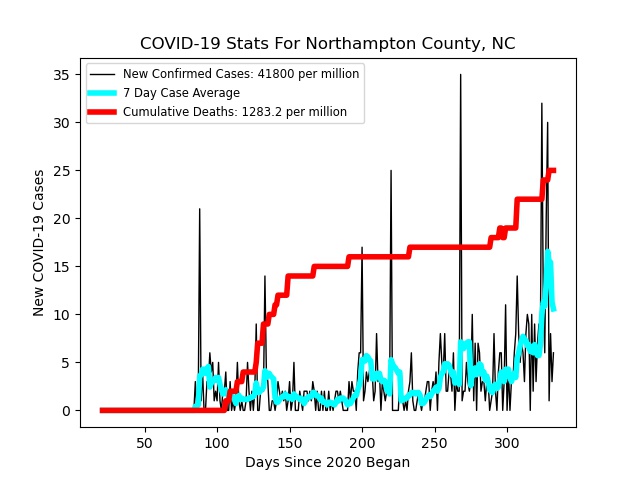 COVID-19 Stats For Northampton County, NC
New Confirmed Cases: 41800 per million
7 Day Case Average
Cumulative Deaths: 1283.2 per million
New COVID-19 Cases
35
30
25
20
15
10
5
0
50 100 150 200 250 300
Days Since 2020 Began